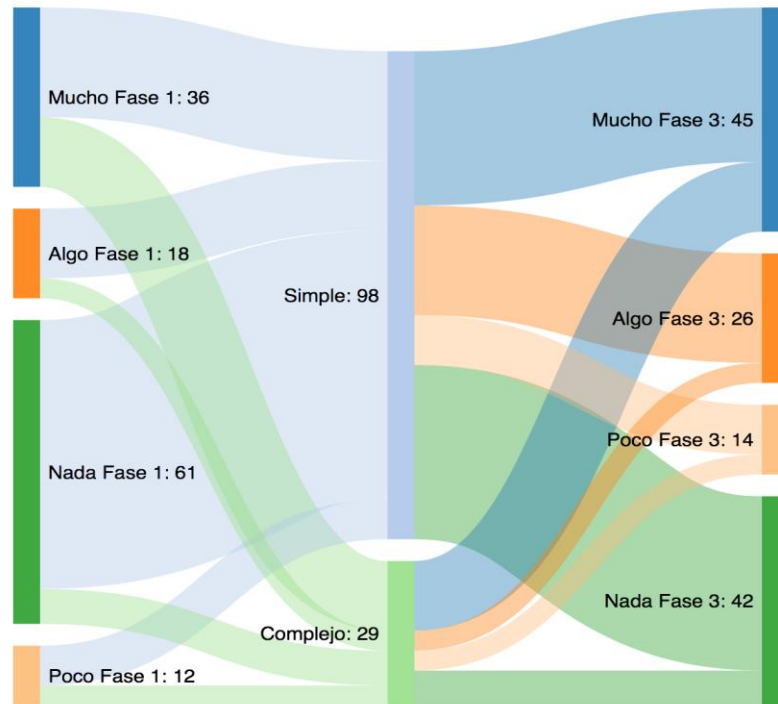 Mucho Fase 1: 36
Algo Fase 1: 18
Nada Fase 1: 61
Poco Fase 1: 12
Simple: 98
Complejo: 29
Mucho Fase 3: 45
Algo Fase 3: 26
Poco Fase 3: 14
Nada Fase 3: 42